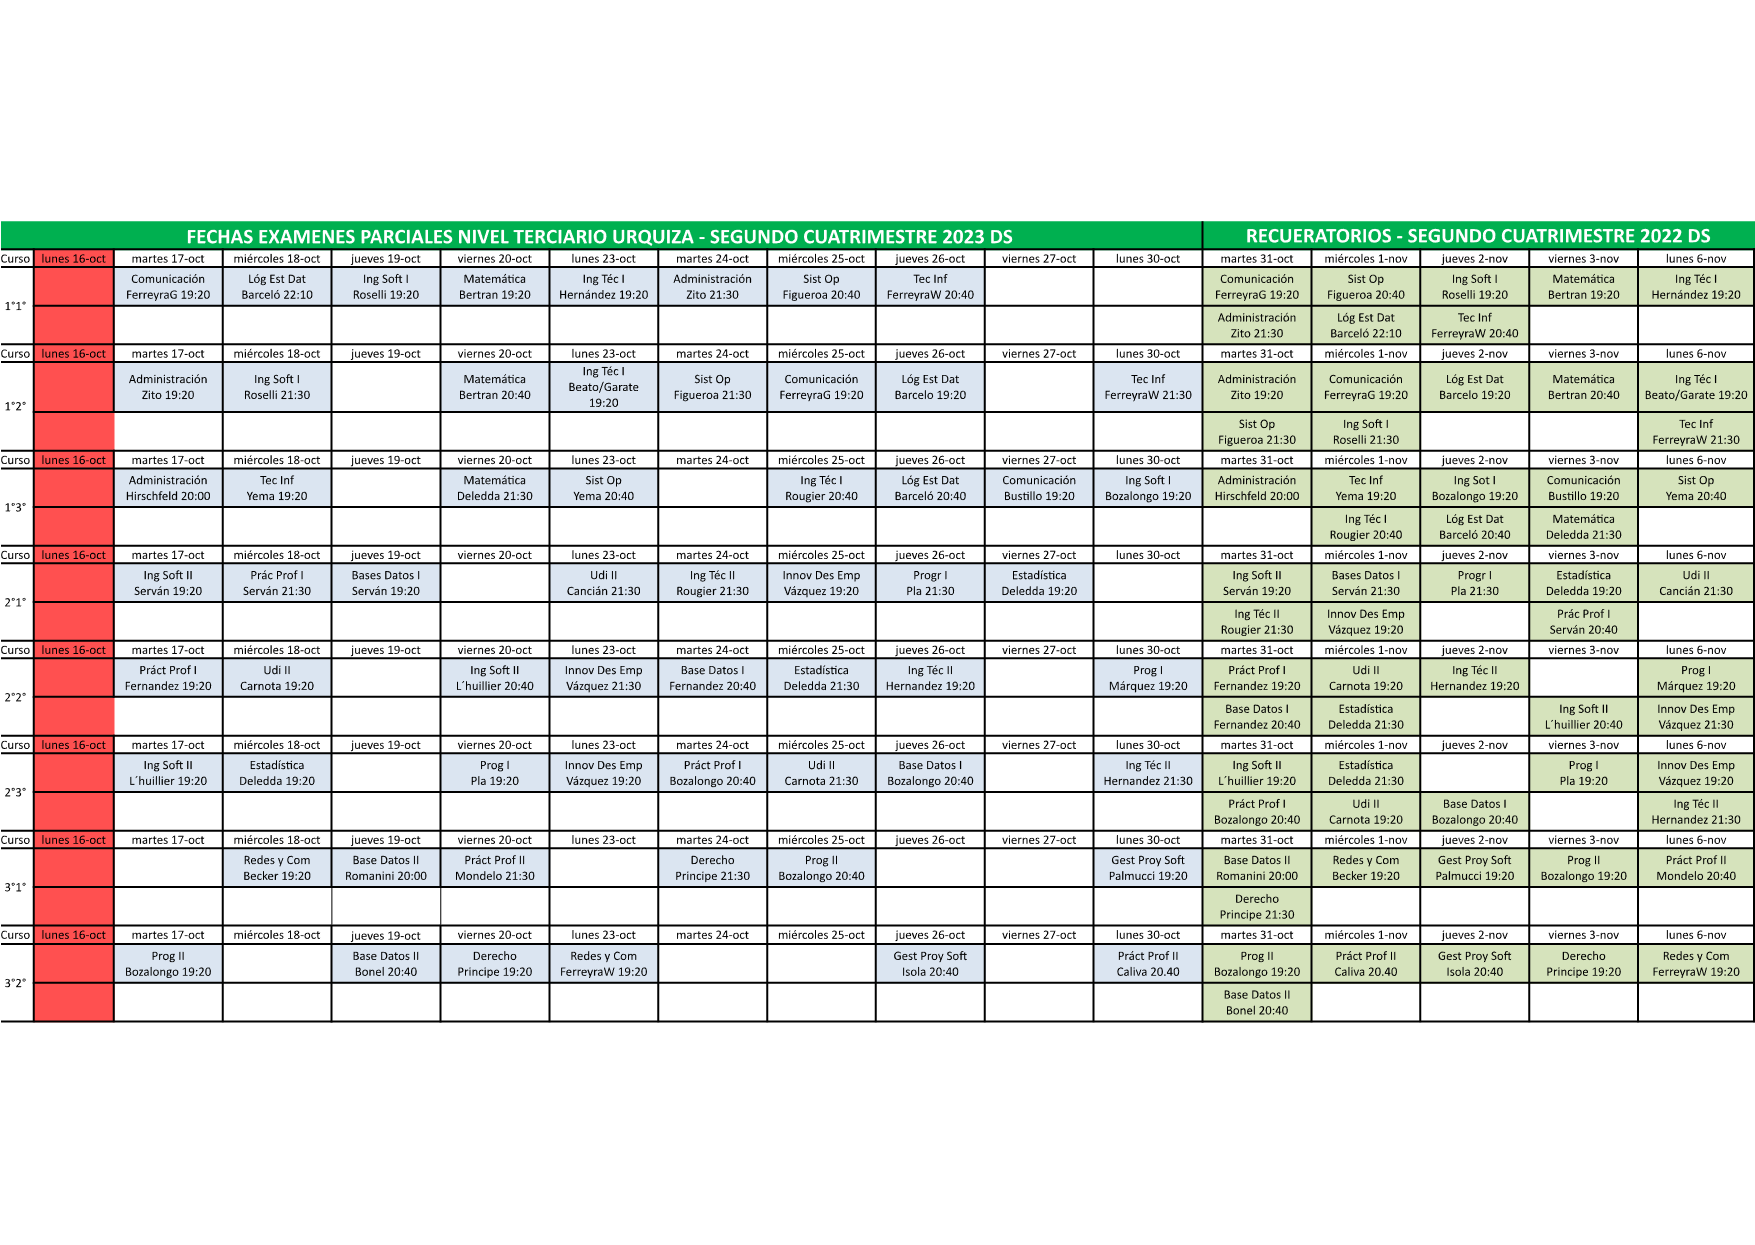 FECHAS EXAMENES PARCIALES NIVEL TERCIARIO URQUIZA - SEGUNDO CUATRIMESTRE 2023 DS RECUERATORIOS - SEGUNDO CUATRIMESTRE 2022 DS
Curso lunes 16-oct martes 17-oct miércoles 18-oct jueves 19-oct viernes 20-oct lunes 23-oct martes 24-oct miércoles 25-oct jueves 26-oct viernes 27-oct lunes 30-oct martes 31-oct miércoles 1-nov jueves 2-nov viernes 3-nov lunes 6-nov
Comunicación Lóg Est Dat Ing Soft I Matemática Ing Téc I Administración Sist Op Tec Inf Comunicación Sist Op Ing Soft I Matemática Ing Téc I
FerreyraG 19:20 Barceló 22:10 Roselli 19:20 Bertran 19:20 Hernández 19:20 Zito 21:30 Figueroa 20:40 FerreyraW 20:40 FerreyraG 19:20 Figueroa 20:40 Roselli 19:20 Bertran 19:20 Hernández 19:20
1°1°
Administración Lóg Est Dat Tec Inf
Zito 21:30 Barceló 22:10 FerreyraW 20:40
Curso lunes 16-oct martes 17-oct miércoles 18-oct jueves 19-oct viernes 20-oct lunes 23-oct martes 24-oct miércoles 25-oct jueves 26-oct viernes 27-oct lunes 30-oct martes 31-oct miércoles 1-nov jueves 2-nov viernes 3-nov lunes 6-nov
Administración Ing Soft I Matemática Ing Téc I Sist Op Comunicación Lóg Est Dat Tec Inf Administración Comunicación Lóg Est Dat Matemática Ing Téc I
Zito 19:20 Roselli 21:30 Bertran 20:40 Beato/Garate Figueroa 21:30 FerreyraG 19:20 Barcelo 19:20 FerreyraW 21:30 Zito 19:20 FerreyraG 19:20 Barcelo 19:20 Bertran 20:40 Beato/Garate 19:20
19:20
1°2°
Sist Op Ing Soft I Tec Inf
Figueroa 21:30 Roselli 21:30 FerreyraW 21:30
Curso lunes 16-oct martes 17-oct miércoles 18-oct jueves 19-oct viernes 20-oct lunes 23-oct martes 24-oct miércoles 25-oct jueves 26-oct viernes 27-oct lunes 30-oct martes 31-oct miércoles 1-nov jueves 2-nov viernes 3-nov lunes 6-nov
Administración Tec Inf Matemática Sist Op Ing Téc I Lóg Est Dat Comunicación Ing Soft I Administración Tec Inf Ing Sot I Comunicación Sist Op
Hirschfeld 20:00 Yema 19:20 Deledda 21:30 Yema 20:40 Rougier 20:40 Barceló 20:40 Bustillo 19:20 Bozalongo 19:20 Hirschfeld 20:00 Yema 19:20 Bozalongo 19:20 Bustillo 19:20 Yema 20:40
1°3°
Ing Téc I Lóg Est Dat Matemática
Rougier 20:40 Barceló 20:40 Deledda 21:30
Curso lunes 16-oct martes 17-oct miércoles 18-oct jueves 19-oct viernes 20-oct lunes 23-oct martes 24-oct miércoles 25-oct jueves 26-oct viernes 27-oct lunes 30-oct martes 31-oct miércoles 1-nov jueves 2-nov viernes 3-nov lunes 6-nov
Ing Soft II Prác Prof I Bases Datos I Udi II Ing Téc II Innov Des Emp Progr I Estadística Ing Soft II Bases Datos I Progr I Estadística Udi II
Serván 19:20 Serván 21:30 Serván 19:20 Cancián 21:30 Rougier 21:30 Vázquez 19:20 Pla 21:30 Deledda 19:20 Serván 19:20 Serván 21:30 Pla 21:30 Deledda 19:20 Cancián 21:30
2°1°
Ing Téc II Innov Des Emp Prác Prof I
Rougier 21:30 Vázquez 19:20 Serván 20:40
Curso lunes 16-oct martes 17-oct miércoles 18-oct jueves 19-oct viernes 20-oct lunes 23-oct martes 24-oct miércoles 25-oct jueves 26-oct viernes 27-oct lunes 30-oct martes 31-oct miércoles 1-nov jueves 2-nov viernes 3-nov lunes 6-nov
Práct Prof I Udi II Ing Soft II Innov Des Emp Base Datos I Estadística Ing Téc II Prog I Práct Prof I Udi II Ing Téc II Prog I
Fernandez 19:20 Carnota 19:20 L´huillier 20:40 Vázquez 21:30 Fernandez 20:40 Deledda 21:30 Hernandez 19:20 Márquez 19:20 Fernandez 19:20 Carnota 19:20 Hernandez 19:20 Márquez 19:20
2°2°
Base Datos I Estadística Ing Soft II Innov Des Emp
Fernandez 20:40 Deledda 21:30 L´huillier 20:40 Vázquez 21:30
Curso lunes 16-oct martes 17-oct miércoles 18-oct jueves 19-oct viernes 20-oct lunes 23-oct martes 24-oct miércoles 25-oct jueves 26-oct viernes 27-oct lunes 30-oct martes 31-oct miércoles 1-nov jueves 2-nov viernes 3-nov lunes 6-nov
Ing Soft II Estadística Prog I Innov Des Emp Práct Prof I Udi II Base Datos I Ing Téc II Ing Soft II Estadística Prog I Innov Des Emp
L´huillier 19:20 Deledda 19:20 Pla 19:20 Vázquez 19:20 Bozalongo 20:40 Carnota 21:30 Bozalongo 20:40 Hernandez 21:30 L´huillier 19:20 Deledda 21:30 Pla 19:20 Vázquez 19:20
2°3°
Práct Prof I Udi II Base Datos I Ing Téc II
Bozalongo 20:40 Carnota 19:20 Bozalongo 20:40 Hernandez 21:30
Curso lunes 16-oct martes 17-oct miércoles 18-oct jueves 19-oct viernes 20-oct lunes 23-oct martes 24-oct miércoles 25-oct jueves 26-oct viernes 27-oct lunes 30-oct martes 31-oct miércoles 1-nov jueves 2-nov viernes 3-nov lunes 6-nov
Redes y Com Base Datos II Práct Prof II Derecho Prog II Gest Proy Soft Base Datos II Redes y Com Gest Proy Soft Prog II Práct Prof II
Becker 19:20 Romanini 20:00 Mondelo 21:30 Principe 21:30 Bozalongo 20:40 Palmucci 19:20 Romanini 20:00 Becker 19:20 Palmucci 19:20 Bozalongo 19:20 Mondelo 20:40
3°1°
Derecho
Principe 21:30
Curso lunes 16-oct martes 17-oct miércoles 18-oct jueves 19-oct viernes 20-oct lunes 23-oct martes 24-oct miércoles 25-oct jueves 26-oct viernes 27-oct lunes 30-oct martes 31-oct miércoles 1-nov jueves 2-nov viernes 3-nov lunes 6-nov
Prog II Base Datos II Derecho Redes y Com Gest Proy Soft Práct Prof II Prog II Práct Prof II Gest Proy Soft Derecho Redes y Com
Bozalongo 19:20 Bonel 20:40 Principe 19:20 FerreyraW 19:20 Isola 20:40 Caliva 20.40 Bozalongo 19:20 Caliva 20.40 Isola 20:40 Principe 19:20 FerreyraW 19:20
3°2°
Base Datos II
Bonel 20:40